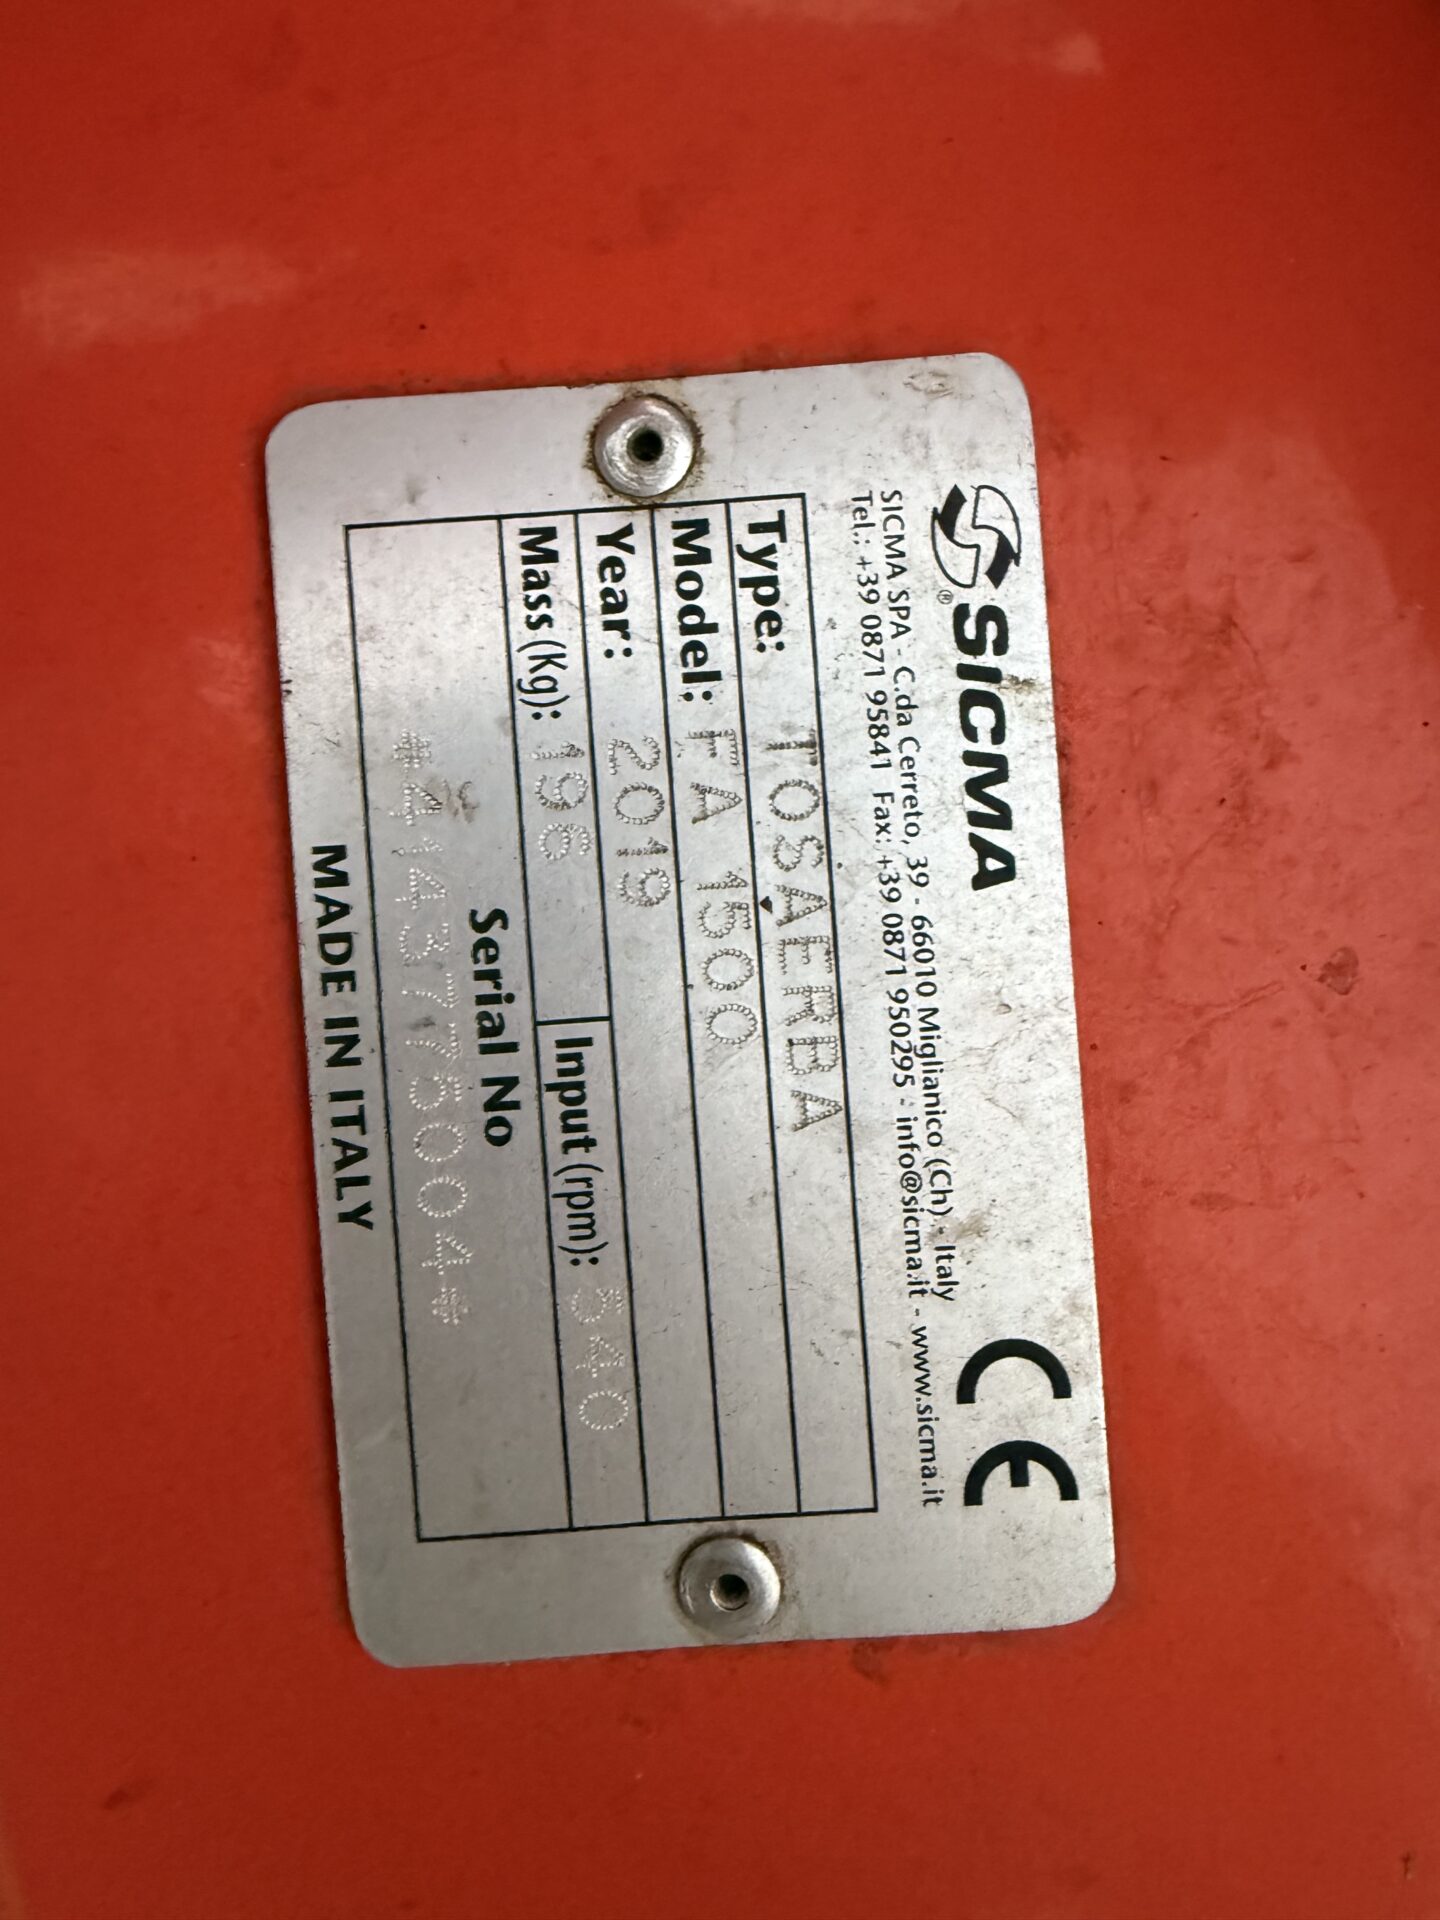 SICMA®
CE
SICMA SPA - C.da Cerreto, 39 - 66010 Miglianico (Ch) - Italy
Tel.: +39 0871 95841 Fax: +39 0871 950295 - info@sicma.it - www.sicma.it
Type: TOSAERBA
Model: FA 1500
Year: 2019
Mass (Kg): 196 Input (rpm): 540
Serial No
MADE IN ITALY